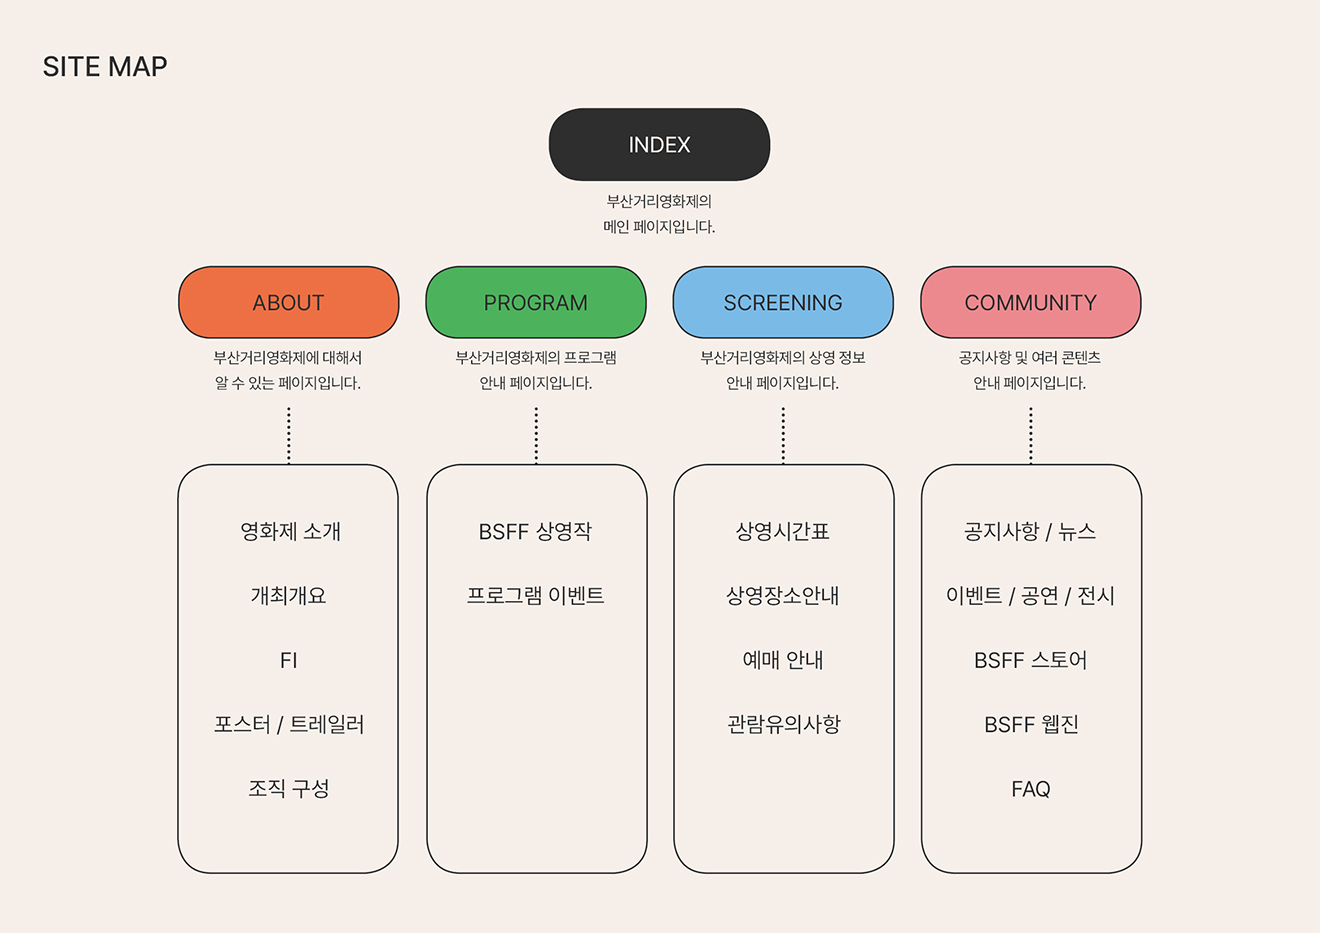 SITE MAP
INDEX
부산거리영화제의
메인 페이지입니다.
ABOUT
부산거리영화제에 대해서
알 수 있는 페이지입니다.
영화제 소개
개최개요
FI
포스터 / 트레일러
조직 구성
PROGRAM
부산거리영화제의 프로그램
안내 페이지입니다.
BSFF 상영작
프로그램 이벤트
SCREENING
부산거리영화제의 상영 정보
안내 페이지입니다.
상영시간표
상영장소안내
예매 안내
관람유의사항
COMMUNITY
공지사항 및 여러 콘텐츠
안내 페이지입니다.
공지사항 / 뉴스
이벤트 / 공연 / 전시
BSFF 스토어
BSFF 웹진
FAQ